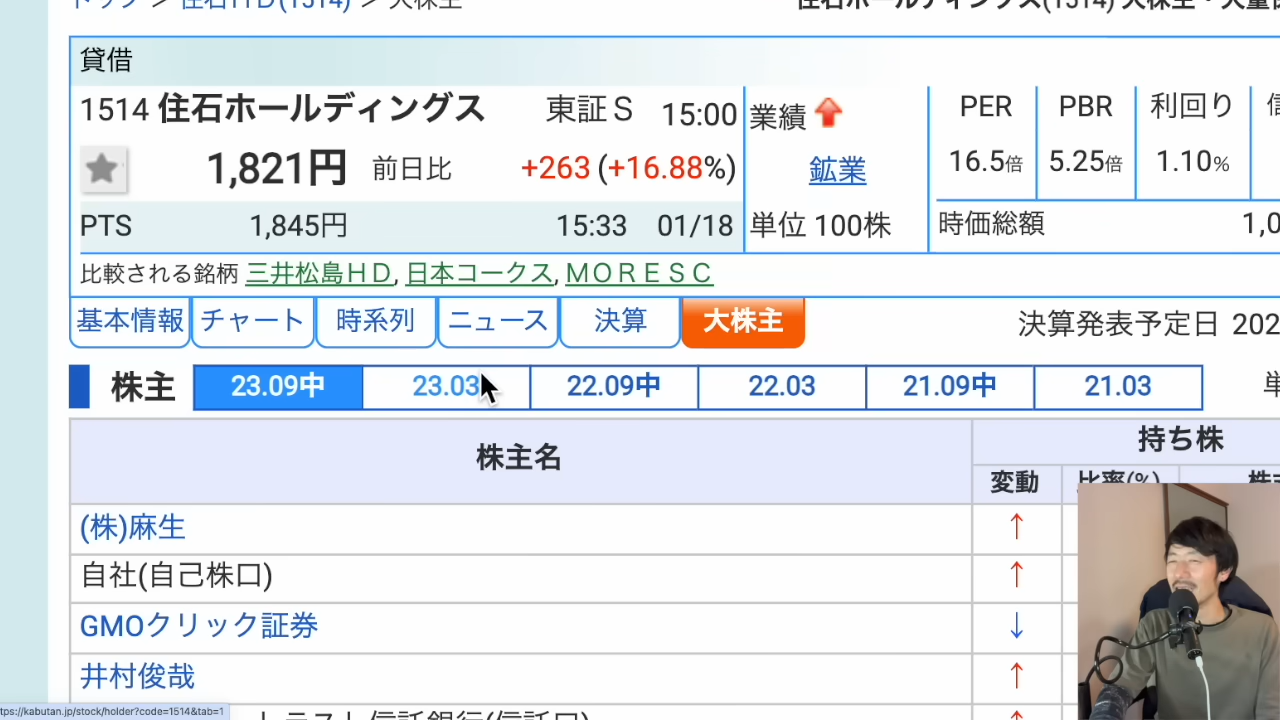 トップ > 住石HD(1514) > 大株主
住石ホールディングス(1514) 大株主・大量
貸借
1514 住石ホールディングス 東証S 15:00
1,821円 前日比 +263 (+16.88%)
PTS 1,845円 15:33 01/18
業績
鉱業
単位 100株
PER PBR 利回り
16.5倍 5.25倍 1.10%
時価総額 1,0
比較される銘柄 三井松島HD, 日本コークス, MORESC
基本情報 チャート 時系列 ニュース 決算 大株主 決算発表予定日 202
株主 23.09中 23.03 22.09中 22.03 21.09中 21.03
株主名 持ち株
変動 比率(%)
(株)麻生 ↑
自社(自己株口) ↑
GMOクリック証券 ↓
井村俊哉 ↑
tps://kabutan.jp/stock/holder?code=1514&tab=1